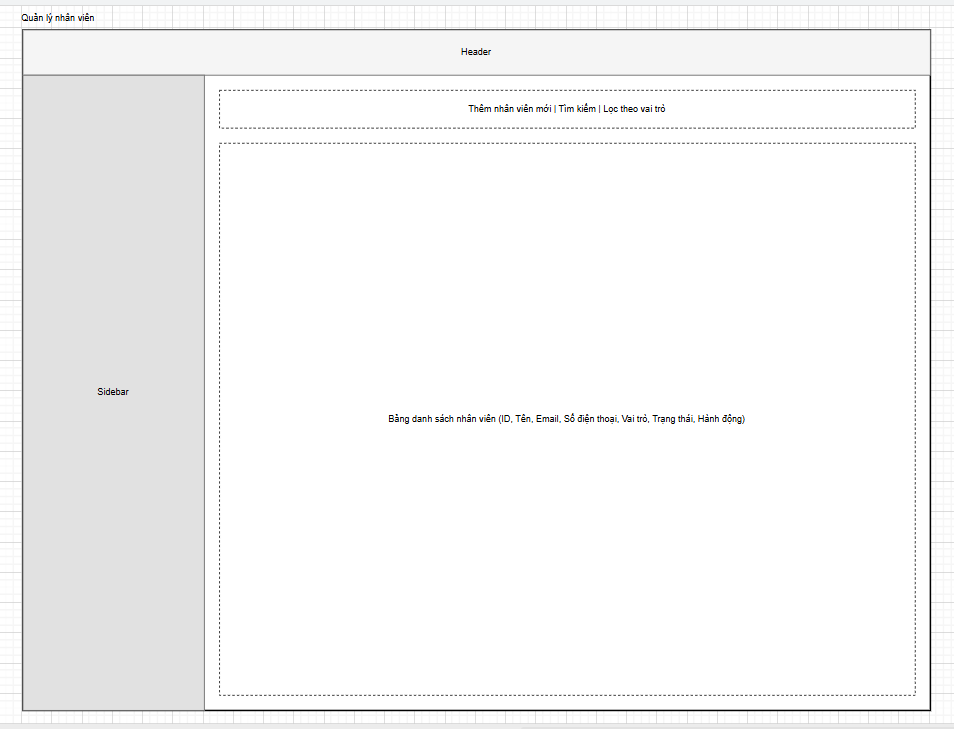 Quản lý nhân viên
Header
Thêm nhân viên mới | Tìm kiếm | Lọc theo vai trò
Sidebar
Bảng danh sách nhân viên (ID, Tên, Email, Số điện thoại, Vai trò, Trạng thái, Hành động)